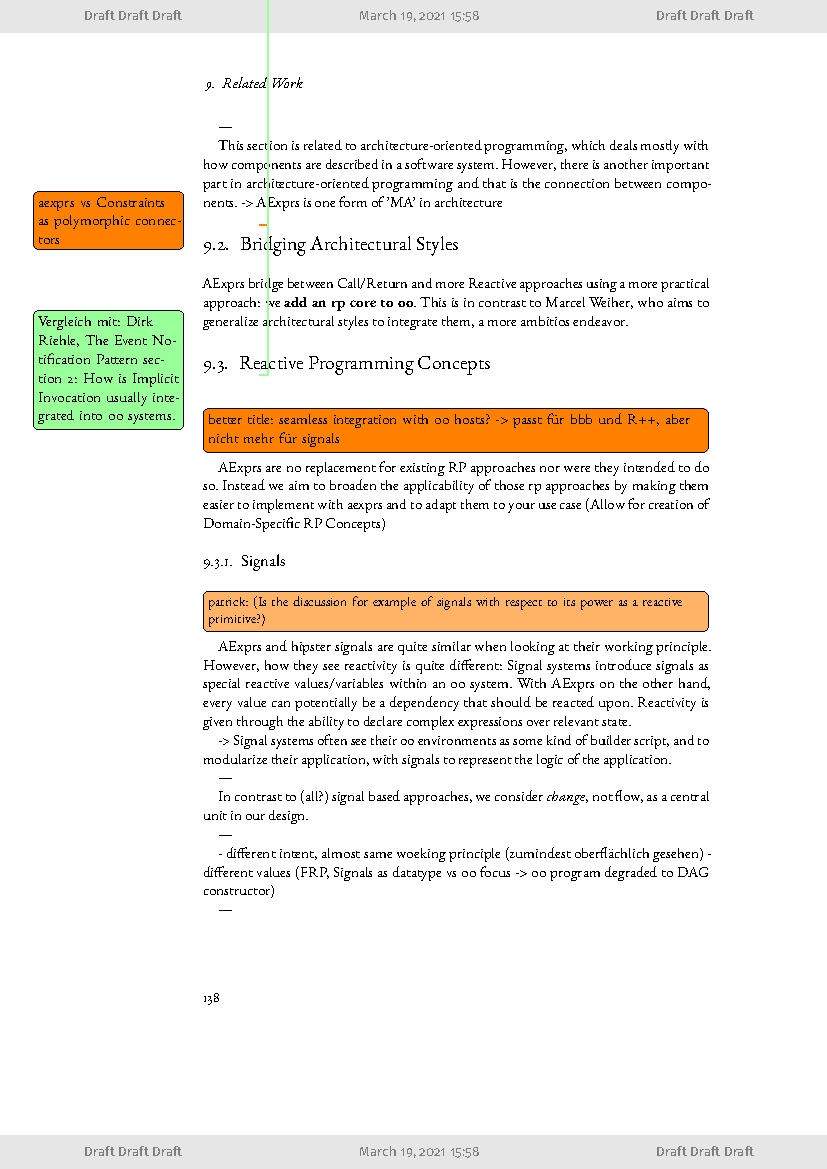 Draft Draft Draft March 19, 2021 15:58 Draft Draft Draft
9. Related Work
—
This section is related to architecture-oriented programming, which deals mostly with
how components are described in a software system. However, there is another important
part in architecture-oriented programming and that is the connection between compo-
nents. -> AExprs is one form of 'MA' in architecture
aexprs vs Constraints
as polymorphic connec-
tors
9.2. Bridging Architectural Styles
AExprs bridge between Call/Return and more Reactive approaches using a more practical
approach: we add an rp core to oo. This is in contrast to Marcel Weiher, who aims to
generalize architectural styles to integrate them, a more ambitios endeavor.
Vergleich mit: Dirk
Riehle, The Event No-
tification Pattern sec-
tion 2: How is Implicit
Invocation usually inte-
grated into oo systems.
9.3. Reactive Programming Concepts
better title: seamless integration with oo hosts? -> passt für bbb und R++, aber
nicht mehr für signals
AExprs are no replacement for existing RP approaches nor were they intended to do
so. Instead we aim to broaden the applicability of those rp approaches by making them
easier to implement with aexprs and to adapt them to your use case (Allow for creation of
Domain-Specific RP Concepts)
9.3.1. Signals
patrick: (Is the discussion for example of signals with respect to its power as a reactive
primitive?)
AExprs and hipster signals are quite similar when looking at their working principle.
However, how they see reactivity is quite different: Signal systems introduce signals as
special reactive values/variables within an oo system. With AExprs on the other hand,
every value can potentially be a dependency that should be reacted upon. Reactivity is
given through the ability to declare complex expressions over relevant state.
-> Signal systems often see their oo environments as some kind of builder script, and to
modularize their application, with signals to represent the logic of the application.
—
In contrast to (all?) signal based approaches, we consider change, not flow, as a central
unit in our design.
—
- different intent, almost same woeking principle (zumindest oberflächlich gesehen) -
different values (FRP, Signals as datatype vs oo focus -> oo program degraded to DAG
constructor)
—
138
Draft Draft Draft March 19, 2021 15:58 Draft Draft Draft